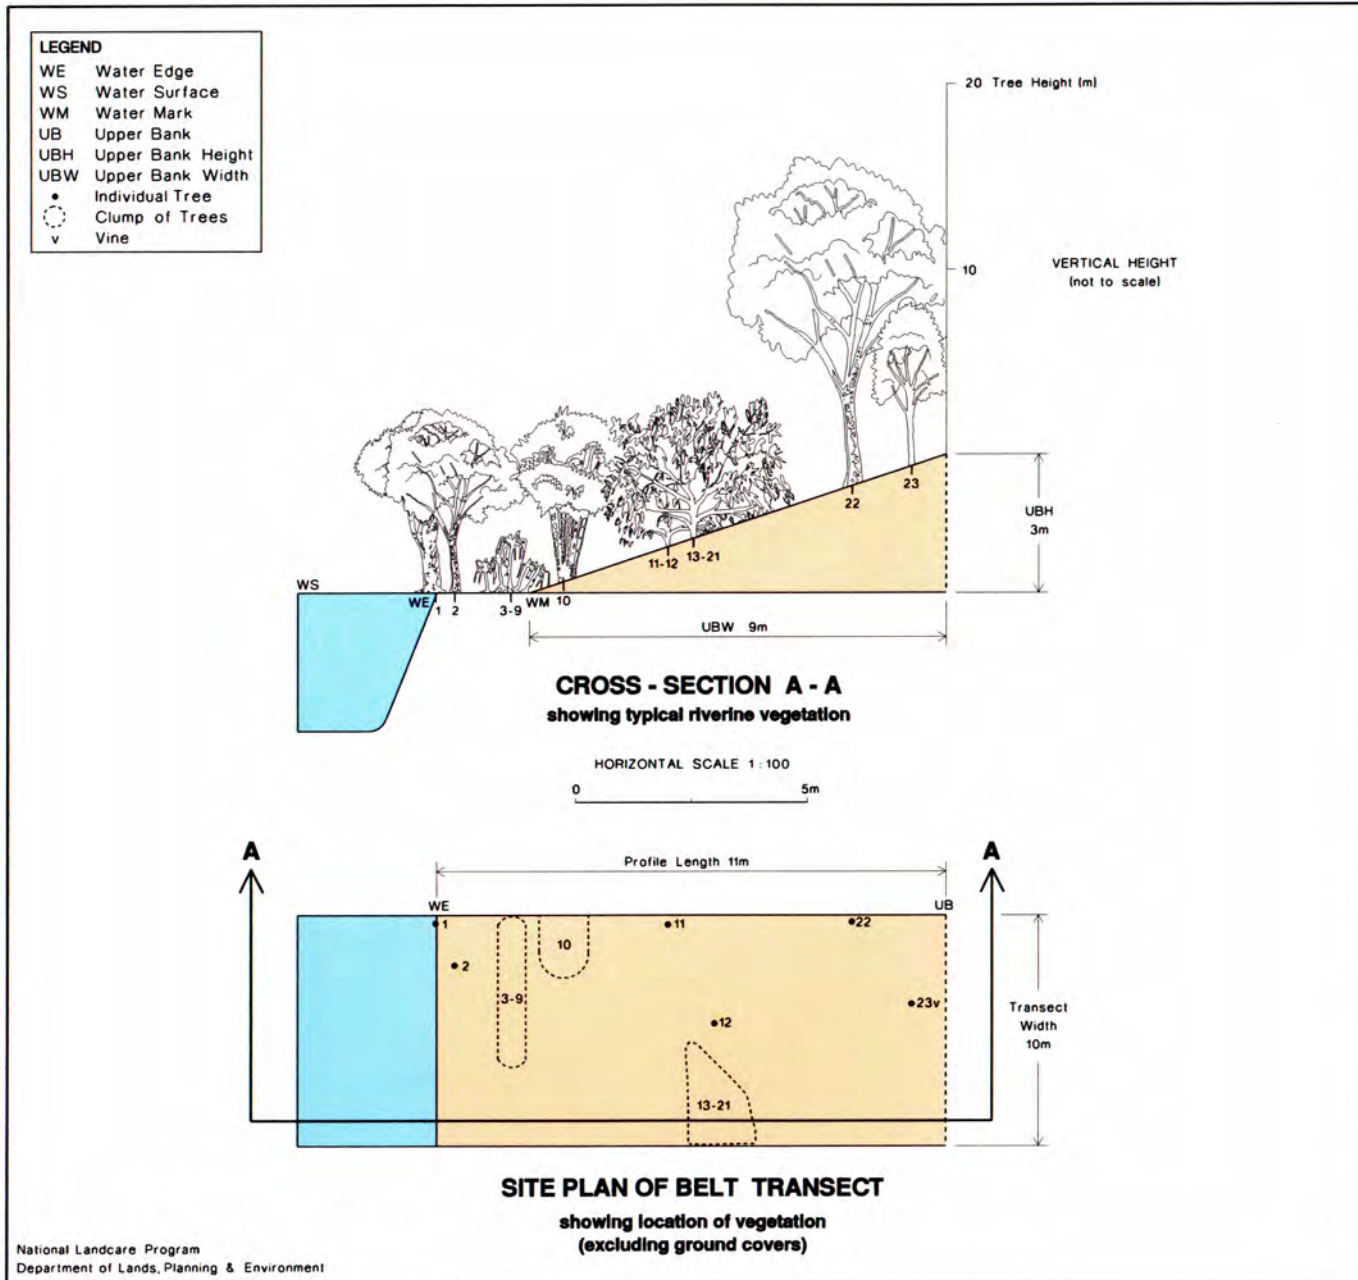 LEGEND
WE Water Edge
WS Water Surface
WM Water Mark
UB Upper Bank
UBH Upper Bank Height
UBW Upper Bank Width
Individual Tree
Clump of Trees
v Vine
20 Tree Height (m)
10
VERTICAL HEIGHT
(not to scale)
23
22
UBH
3m
11-12
13-21
WS
WE
1
2
3-9
WM
10
UBW 9m
CROSS - SECTION A - A
showing typical riverine vegetation
HORIZONTAL SCALE 1 : 100
0
5m
A
A
Profile Length 11m
WE
UB
1
11
22
10
2
3-9
23v
12
Transect
Width
10m
13-21
SITE PLAN OF BELT TRANSECT
showing location of vegetation
(excluding ground covers)
National Landcare Program
Department of Lands, Planning & Environment